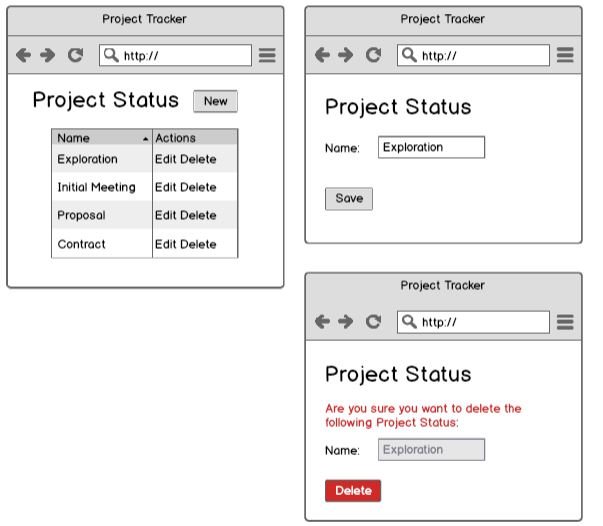 Project Tracker
http://
Project Status New
Name Actions
Exploration Edit Delete
Initial Meeting Edit Delete
Proposal Edit Delete
Contract Edit Delete
Project Tracker
http://
Project Status
Name: Exploration
Save
Project Tracker
http://
Project Status
Are you sure you want to delete the
following Project Status:
Name: Exploration
Delete